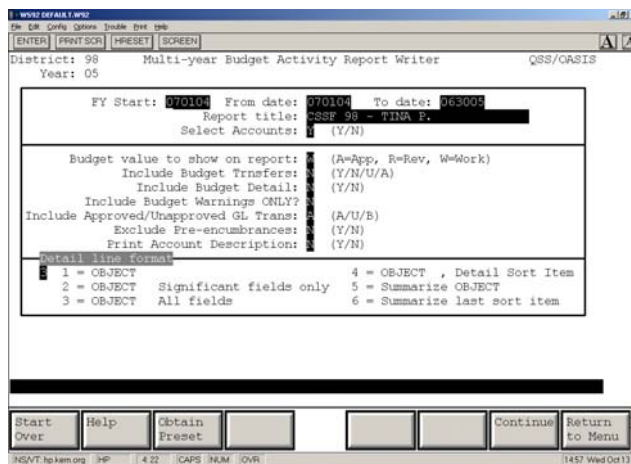 WS92 DEFAULT.W92
File Edit Config Options Trouble Print Help
ENTER PRNT SCR HRESET SCREEN A
District: 98 Multi-year Budget Activity Report Writer QSS/OASIS
Year: 05
FY Start: 070104 From date: 070104 To date: 063005
Report title: CSSF 98 - TINA P.
Select Accounts: Y (Y/N)
Budget value to show on report: W (A=App, R=Rev, W=Work)
Include Budget Trnsfers: N (Y/N/U/A)
Include Budget Detail: N (Y/N)
Include Budget Warnings ONLY? N
Include Approved/Unapproved GL Trans: A (A/U/B)
Exclude Pre-encumbrances: N (Y/N)
Print Account Description: N (Y/N)
Detail line format
3 1 = OBJECT 4 = OBJECT , Detail Sort Item
2 = OBJECT Significant fields only 5 = Summarize OBJECT
3 = OBJECT All fields 6 = Summarize last sort item
Start Over Help Obtain Preset Continue Return to Menu
NS/VT: hp.kern.org HP 4 22 CAPS NUM OVR 14:57 Wed Oct 13